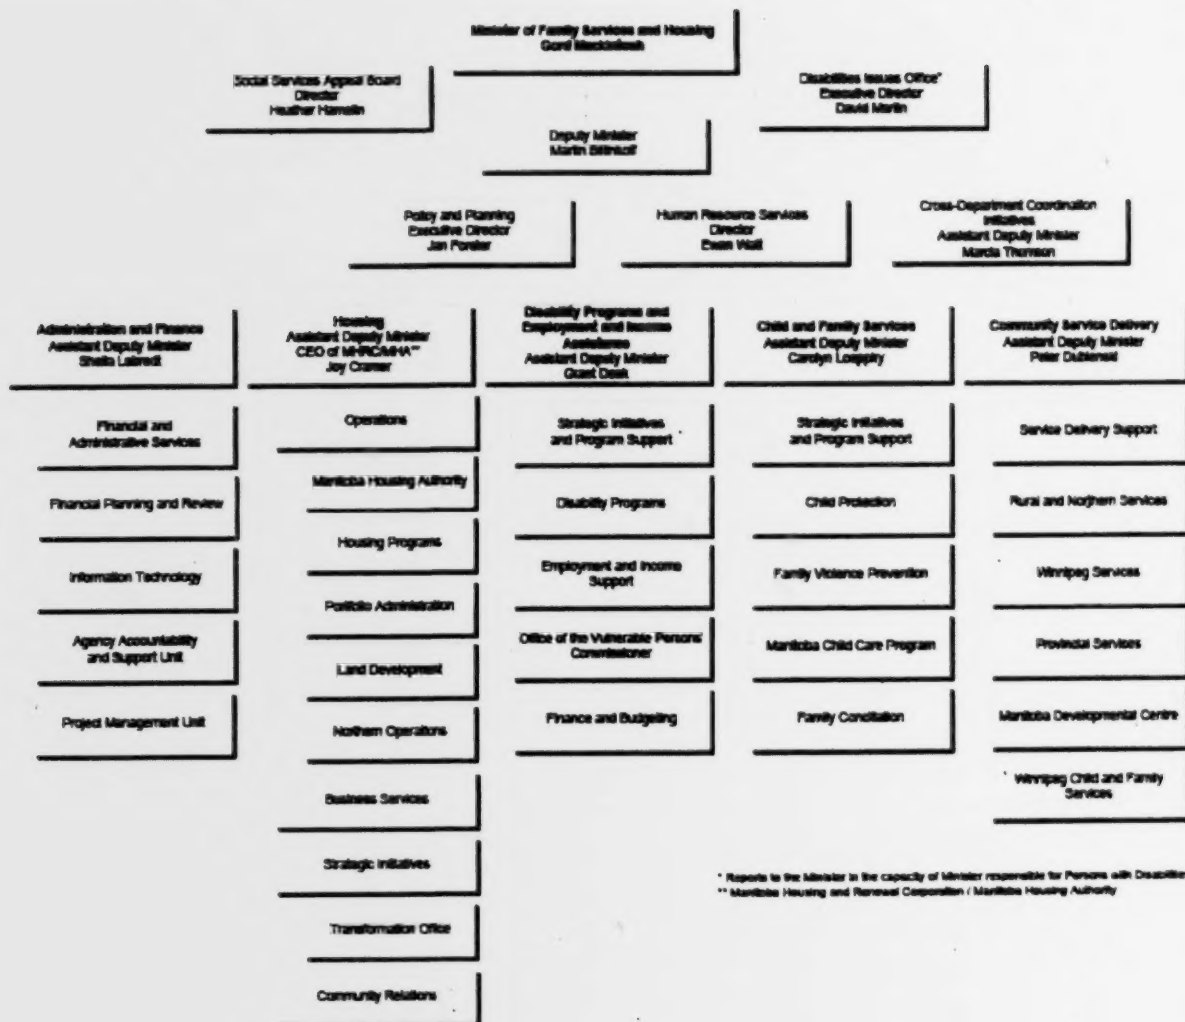 Minister of Family Services and Housing
Gord Mackintosh
Social Services Appeal Board
Director
Heather Hamelin
Disabilities Issues Office*
Executive Director
David Martin
Deputy Minister
Martin Billinkoff
Policy and Planning
Executive Director
Jan Forster
Human Resource Services
Director
Ewen
Cross-Department Coordination
Initiatives
Assistant Deputy Minister
Marcia Thomson
Administration and Finance
Assistant Deputy Minister
Sheila
Housing
Assistant Deputy Minister
CEO of MHRC/MHA**
Joy Cramer
Disability Programs and
Employment and Income
Assistance
Assistant Deputy Minister
Grant Doak
Child and Family Services
Assistant Deputy Minister
Carolyn Loeppky
Community Service Delivery
Assistant Deputy Minister
Peter Dubienski
Financial and
Administrative Services
Financial Planning and Review
Information Technology
Agency Accountability
and Support Unit
Project Management Unit
Operations
Manitoba Housing Authority
Housing Programs
Portfolio Administration
Land Development
Northern Operations
Business Services
Strategic Initiatives
Transformation Office
Community Relations
Strategic Initiatives
and Program Support
Disability Programs
Employment and Income
Support
Office of the Vulnerable Persons'
Commissioner
Finance and Budgeting
Strategic Initiatives
and Program Support
Child Protection
Family Violence Prevention
Manitoba Child Care Program
Family Conciliation
Service Delivery Support
Rural and Northern Services
Winnipeg Services
Provincial Services
Manitoba Developmental Centre
Winnipeg Child and Family
Services
* Reports to the Minister in the capacity of Minister responsible for Persons with Disabilities
** Manitoba Housing and Renewal Corporation / Manitoba Housing Authority